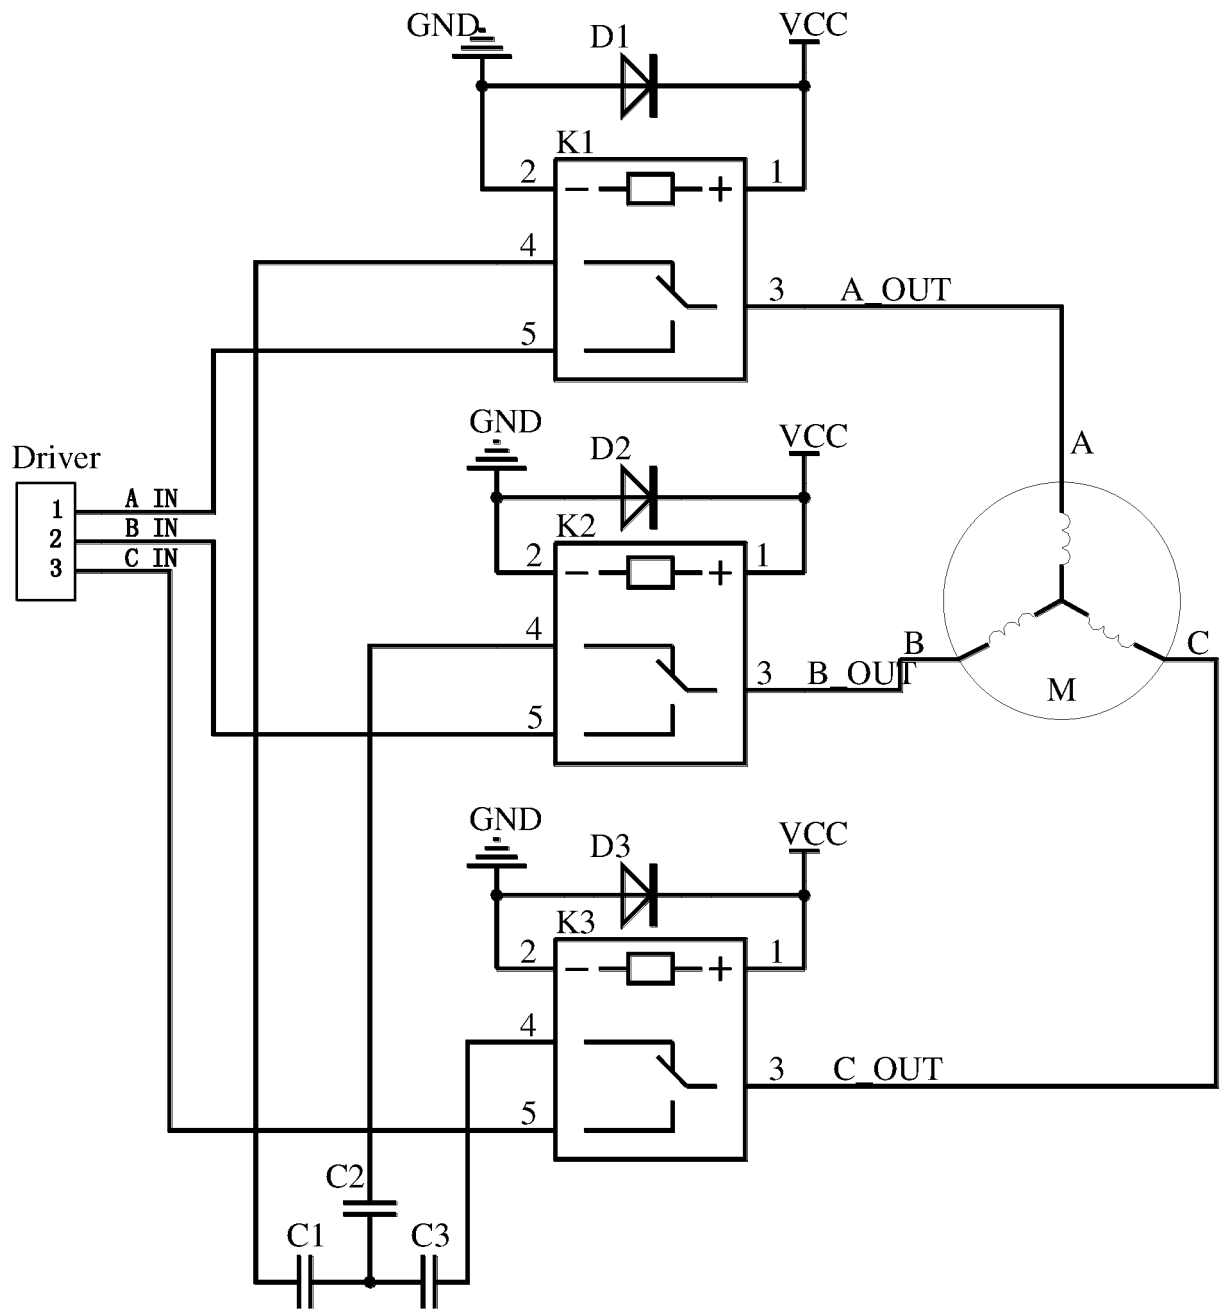 GND
D1
VCC
K1
2
1
4
3
A_OUT
5
GND
D2
VCC
A
Driver
1
A IN
2
B IN
3
C IN
K2
2
1
4
3
B_OUT
B
C
M
5
GND
D3
VCC
K3
2
1
4
3
C_OUT
5
C2
C1
C3
- +
- +
- +